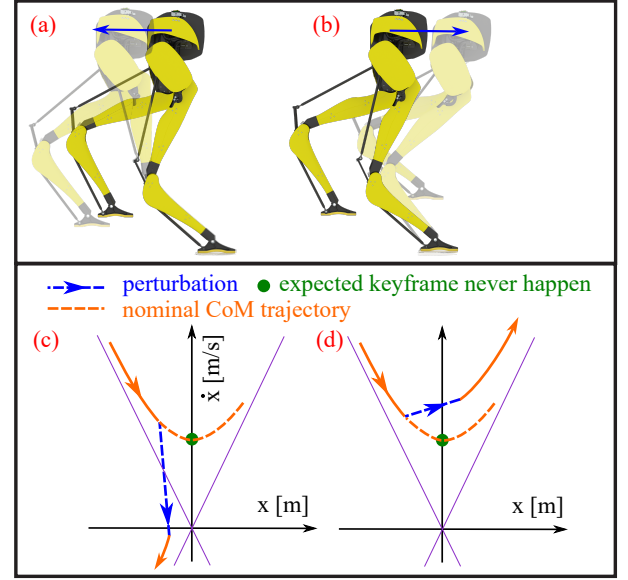 (a)
(b)
perturbation
expected keyframe never happen
nominal CoM trajectory
(c)
(d)
ẋ [m/s]
x [m]
x [m]